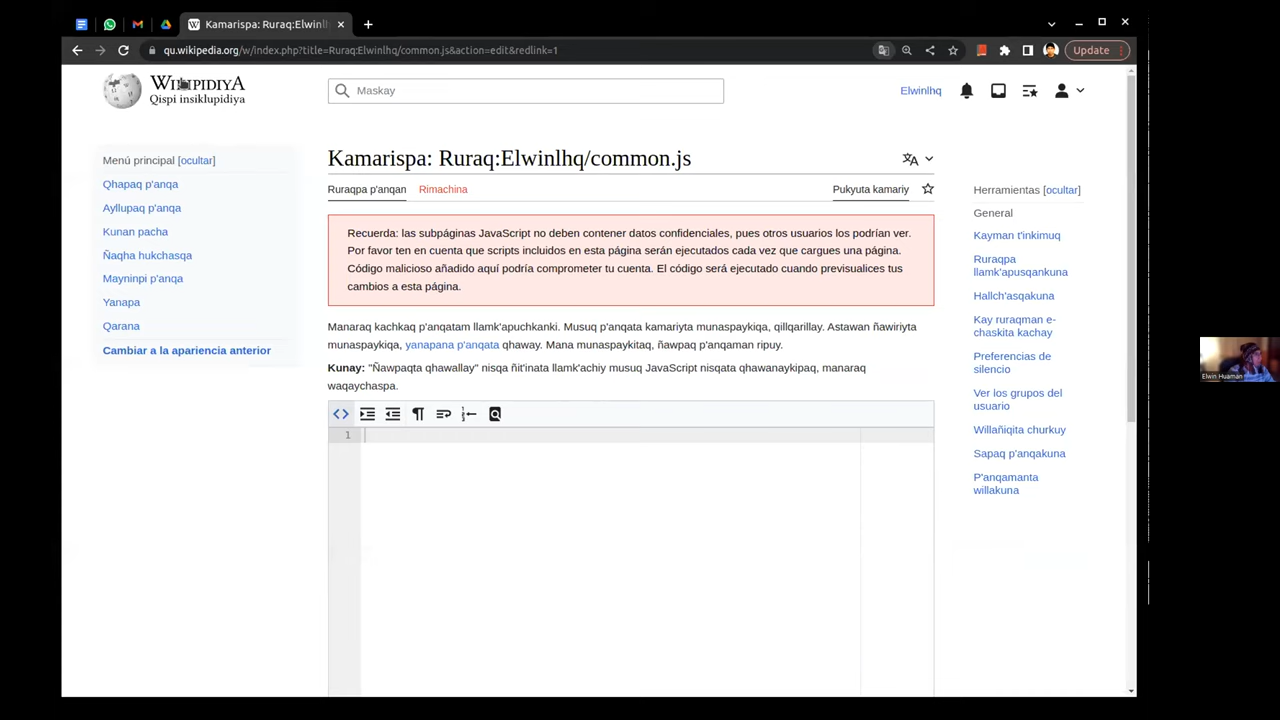 Kamarispa: Ruraq:Elwinl
qu.wikipedia.org/w/index.php?title=Ruraq:Elwinlhq/common.js&action=edit&redlink=1
Update
WIKIPIDIYA
Qispi insiklupidiya
Maskay
Elwinlhq
Menú principal [ocultar]
Qhapaq p'anqa
Ayllupaq p'anqa
Kunan pacha
Ñaqha hukchasqa
Mayninpi p'anqa
Yanapa
Qarana
Cambiar a la apariencia anterior
Kamarispa: Ruraq:Elwinlhq/common.js
Ruraqpa p'anqan
Rimachina
Pukyuta kamariy
Recuerda: las subpáginas JavaScript no deben contener datos confidenciales, pues otros usuarios los podrían ver.
Por favor ten en cuenta que scripts incluidos en esta página serán ejecutados cada vez que cargues una página.
Código malicioso añadido aquí podría comprometer tu cuenta. El código será ejecutado cuando previsualices tus
cambios a esta página.
Manaraq kachkaq p'anqatam llamk'apuchkanki. Musuq p'anqata kamariyta munaspaykiqa, qillqarillay. Astawan ñawiriyta
munaspaykiqa, yanapana p'anqata qhaway. Mana munaspaykitaq, ñawpaq p'anqaman ripuy.
Kunay: "Ñawpaqta qhawallay" nisqa ñit'inata llamk'achiy musuq JavaScript nisqata qhawanaykipaq, manaraq
waqaychaspa.
1
Herramientas [ocultar]
General
Kayman t'inkimuq
Ruraqpa
llamk'apusqankuna
Hallch'asqakuna
Kay ruraqman e-
chaskita kachay
Preferencias de
silencio
Ver los grupos del
usuario
Willañiqita churkuy
Sapaq p'anqakuna
P'anqamanta
willakuna
Elwin Huaman